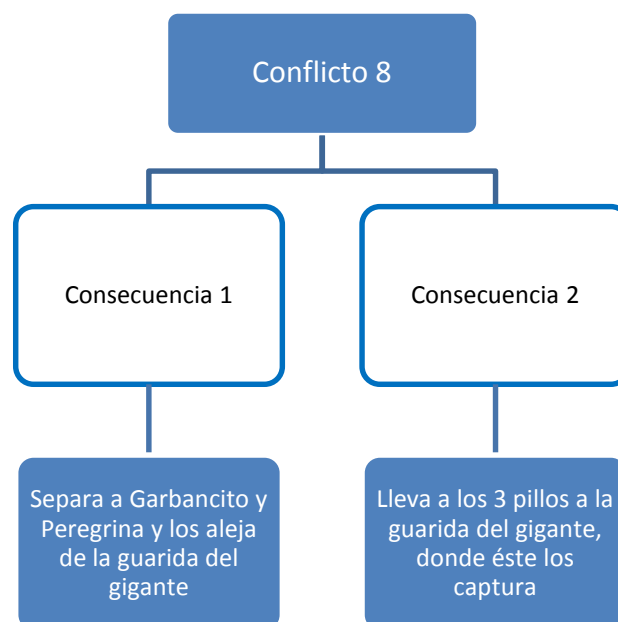 Conflicto 8
Consecuencia 1
Consecuencia 2
Separa a Garbancito y
Peregrina y los aleja
de la guarida del
gigante
Lleva a los 3 pillos a la
guarida del gigante,
donde éste los
captura